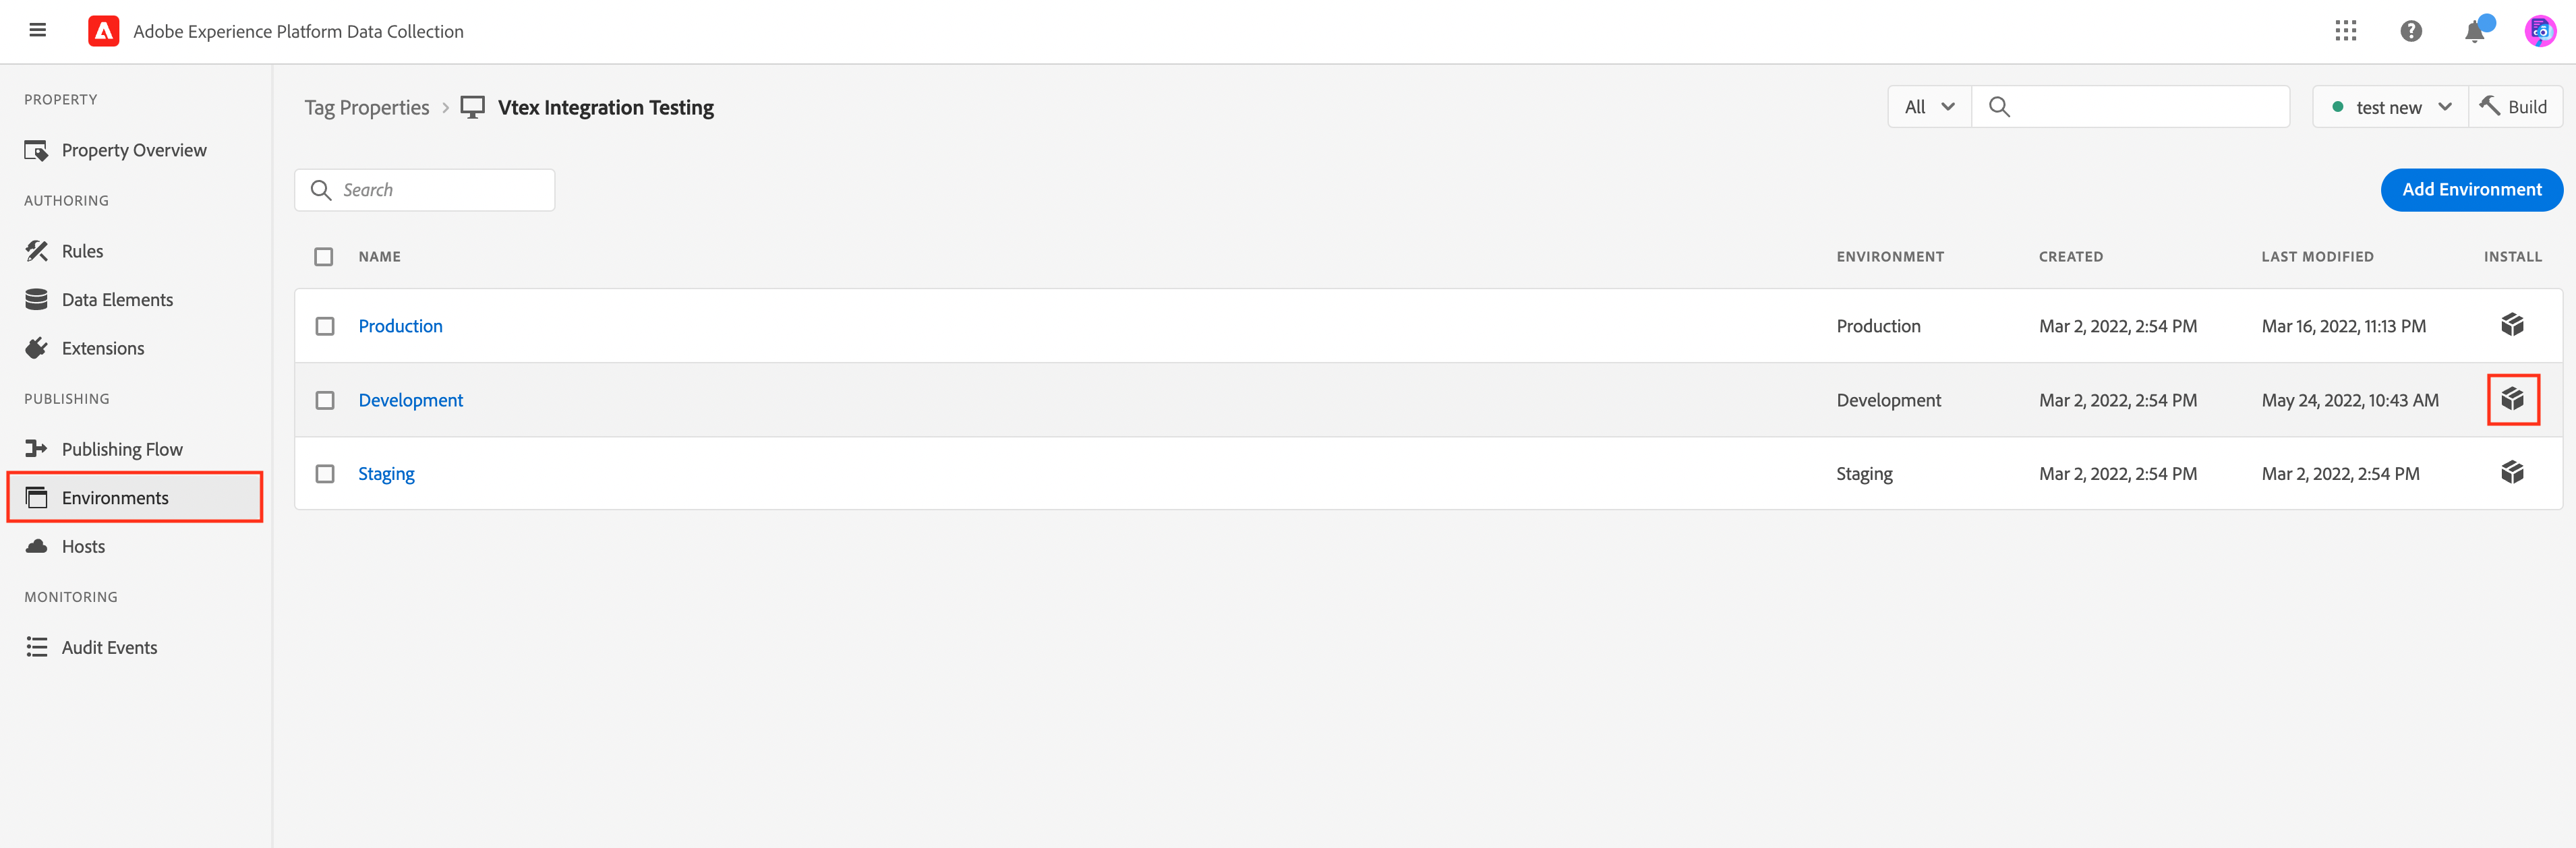 Adobe Experience Platform Data Collection
PROPERTY
Property Overview
AUTHORING
Rules
Data Elements
Extensions
PUBLISHING
Publishing Flow
Environments
Hosts
MONITORING
Audit Events
Tag Properties > Vtex Integration Testing
All
test new
Build
Search
Add Environment
NAME ENVIRONMENT CREATED LAST MODIFIED INSTALL
Production Production Mar 2, 2022, 2:54 PM Mar 16, 2022, 11:13 PM
Development Development Mar 2, 2022, 2:54 PM May 24, 2022, 10:43 AM
Staging Staging Mar 2, 2022, 2:54 PM Mar 2, 2022, 2:54 PM